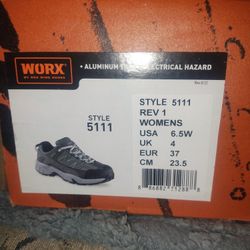 WORX
BY RED WING SHOES
• ALUMINUM T
ELECTRICAL HAZARD
STYLE
5111
STYLE 5111
REV 1
WOMENS
USA 6.5W
UK 4
EUR 37
CM 23.5